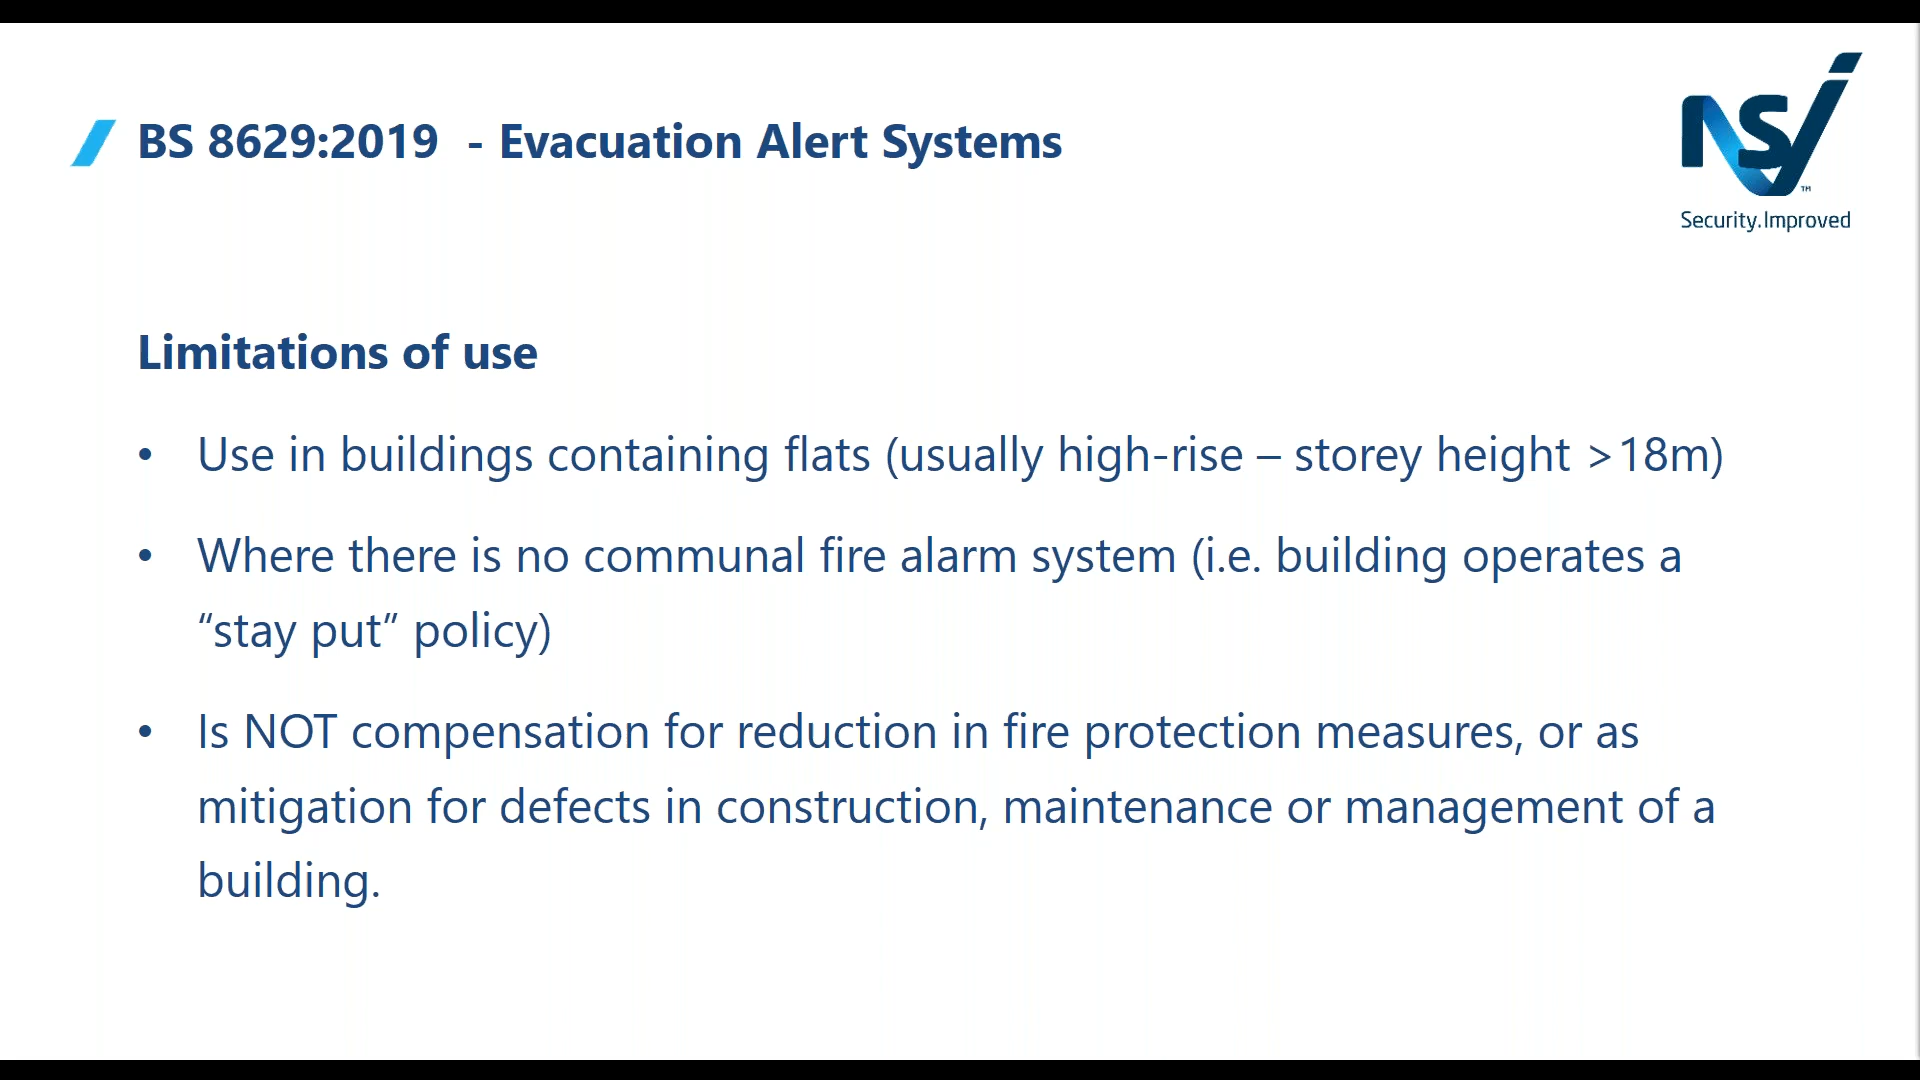 BS 8629:2019  - Evacuation Alert Systems
NSI
TM
Security.Improved
Limitations of use
• Use in buildings containing flats (usually high-rise – storey height >18m)
• Where there is no communal fire alarm system (i.e. building operates a
“stay put” policy)
• Is NOT compensation for reduction in fire protection measures, or as
mitigation for defects in construction, maintenance or management of a
building.